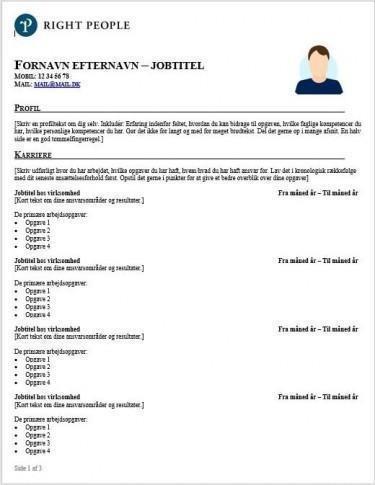 RIGHT PEOPLE
FORNAVN EFTERNAVN – JOBTITEL
MOBIL: 12 34 56 78
MAIL: MAIL@MAIL.DK
PROFIL
[Skriv en profiltekst om dig selv. Inkluder: Erfaring indenfor feltet, hvordan du kan bidrage til opgaven, hvilke faglige kompetencer du
har, hvilke personlige kompetencer du har. Gør det ikke for langt og med for meget brødtekst. Del det gerne op i mange afsnit. En halv
side er en god tommelfingerregel.]
KARRIERE
[Skriv udførligt hvor du har arbejdet, hvilke opgaver du har haft, hvem hvad du har ansvar for. Lav det i kronologisk rækkefølge
med dit seneste ansættelsesforhold først. Opstil det gerne i punkter for at give et bedre overblik over dine opgaver]
Jobtitel hos virksomhed Fra måned år – Til måned år
[Kort tekst om dine ansvarsområder og resultater.]
De primære arbejdsopgaver:
• Opgave 1
• Opgave 2
• Opgave 3
• Opgave 4
Jobtitel hos virksomhed Fra måned år – Til måned år
[Kort tekst om dine ansvarsområder og resultater.]
De primære arbejdsopgaver:
• Opgave 1
• Opgave 2
• Opgave 3
• Opgave 4
Jobtitel hos virksomhed Fra måned år – Til måned år
[Kort tekst om dine ansvarsområder og resultater.]
De primære arbejdsopgaver:
• Opgave 1
• Opgave 2
• Opgave 3
• Opgave 4
Jobtitel hos virksomhed Fra måned år – Til måned år
[Kort tekst om dine ansvarsområder og resultater.]
De primære arbejdsopgaver:
• Opgave 1
• Opgave 2
• Opgave 3
• Opgave 4
Side 1 af 3